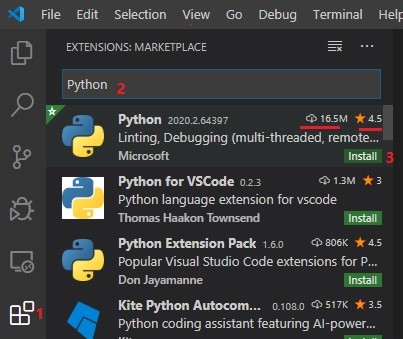 View Go Debug Terminal Help
EXTENSIONS: MARKETPLACE
Python 2
Python 2020.2.64397 16.5M 4.5
Linting, Debugging (multi-threaded, remote...
Microsoft Install 3
Python for VSCode 0.2.3 1.3M 3
Python language extension for vscode
Thomas Haakon Townsend Install
Python Extension Pack 1.6.0 806K 4.5
Popular Visual Studio Code extensions for P...
Don Jayamanne Install
1
Kite Python Autocom... 0.108.0 517K 3.5
Python coding assistant featuring AI-power...
Install